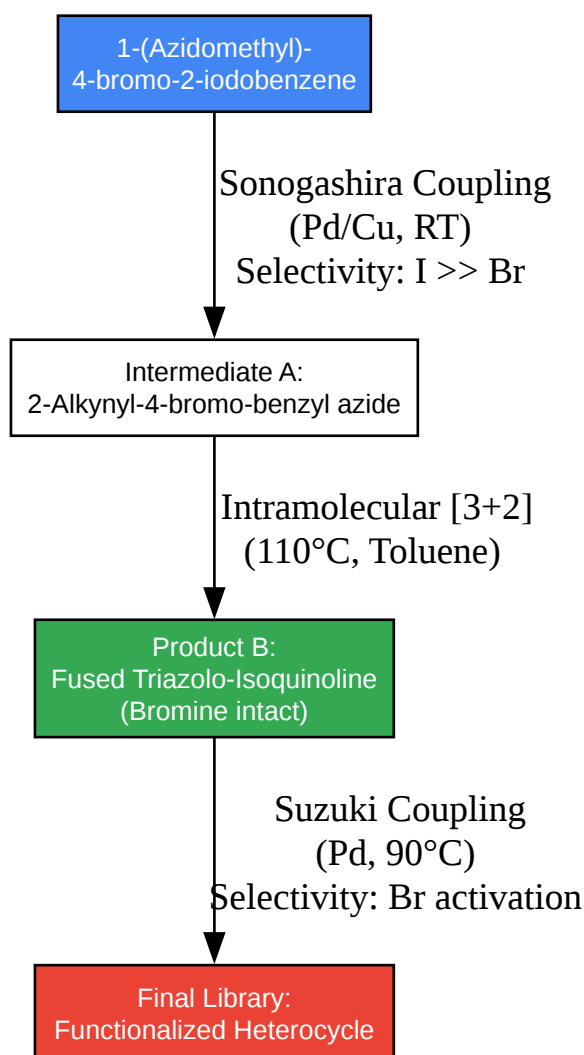 1-(Azidomethyl)-
4-bromo-2-iodobenzene
Sonogashira Coupling
(Pd/Cu, RT)
Selectivity: I >> Br
Intermediate A:
2-Alkynyl-4-bromo-benzyl azide
Intramolecular [3+2]
(110°C, Toluene)
Product B:
Fused Triazolo-Isoquinoline
(Bromine intact)
Suzuki Coupling
(Pd, 90°C)
Selectivity: Br activation
Final Library:
Functionalized Heterocycle